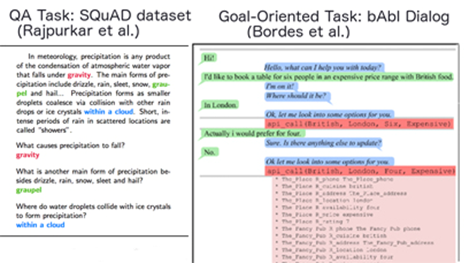 QA Task: SQuAD dataset
(Rajpurkar et al.)
In meteorology, precipitation is any product
of the condensation of atmospheric water vapor
that falls under gravity. The main forms of pre-
cipitation include drizzle, rain, sleet, snow, grau-
pel and hail... Precipitation forms as smaller
droplets coalesce via collision with other rain
drops or ice crystals within a cloud. Short, in-
tense periods of rain in scattered locations are
called "showers".
What causes precipitation to fall?
gravity
What is another main form of precipitation be-
sides drizzle, rain, snow, sleet and hail?
graupel
Where do water droplets collide with ice crystals
to form precipitation?
within a cloud
Goal-Oriented Task: bAbI Dialog
(Bordes et al.)
Hi!
Hello, what can I help you with today?
I'd like to book a table for six people in an expensive price range with British food.
I'm on it!
Where should it be?
In London.
Ok, let me look into some options for you.
api_call(British, London, Six, Expensive)
Actually i would prefer for four.
Sure. Is there anything else to update?
No.
Ok let me look into some options for you.
api_call(British, London, Four, Expensive)
* The_Place R_phone The_Place_phone
* The_Place R_cuisine british
* The_Place R_address The_Place_address
* The_Place R_location london
* The_Place R_availability four
* The_Place R_price expensive
* The_Place R_rating 7
* The_Fancy_Pub R_phone The_Fancy_Pub_phone
* The_Fancy_Pub R_cuisine british
* The_Fancy_Pub R_address The_Fancy_Pub_address
* The_Fancy_Pub R_location london
* The_Fancy_Pub R_availability four